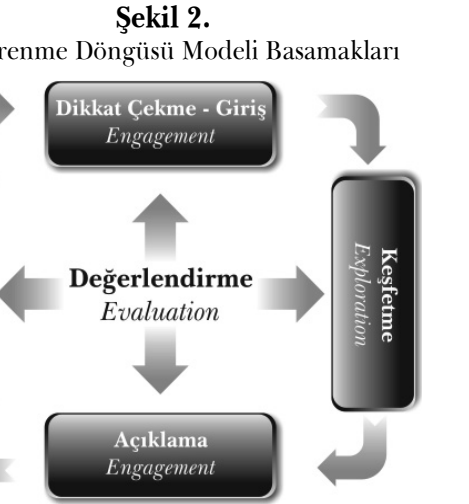 Şekil 2.
renme Döngüsü Modeli Basamakları
Dikkat Çekme - Giriş
Engagement
Keşfetme
Exploration
Değerlendirme
Evaluation
Açıklama
Engagement